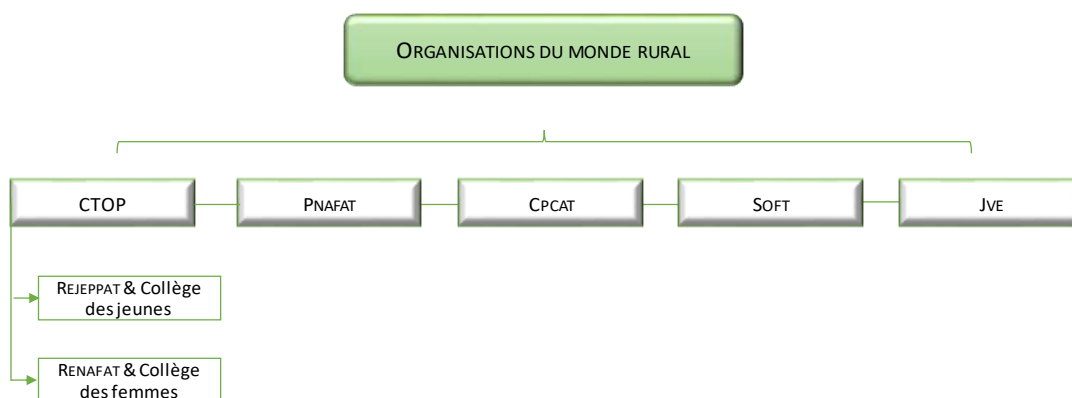 ORGANISATIONS DU MONDE RURAL
CTOP
PNAFAT
CPCAT
SOFT
JVE
REJEPPAT & Collège
des jeunes
RENAFAT & Collège
des femmes